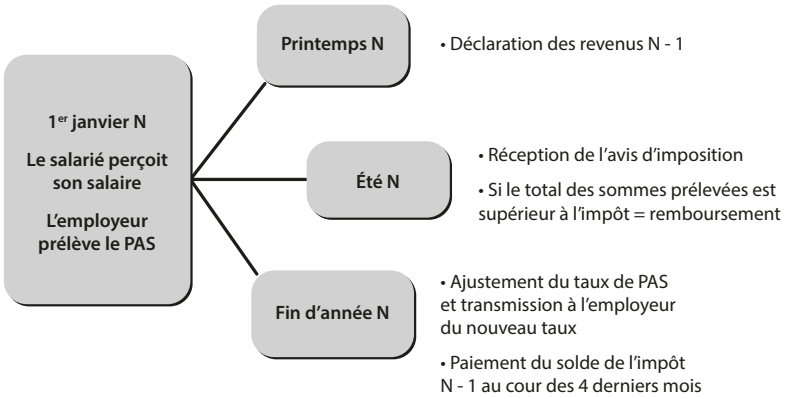 1er janvier N
Le salarié perçoit
son salaire
L'employeur
prélève le PAS
Printemps N
• Déclaration des revenus N - 1
Été N
• Réception de l'avis d'imposition
• Si le total des sommes prélevées est
supérieur à l'impôt = remboursement
Fin d'année N
• Ajustement du taux de PAS
et transmission à l'employeur
du nouveau taux
• Paiement du solde de l'impôt
N - 1 au cour des 4 derniers mois